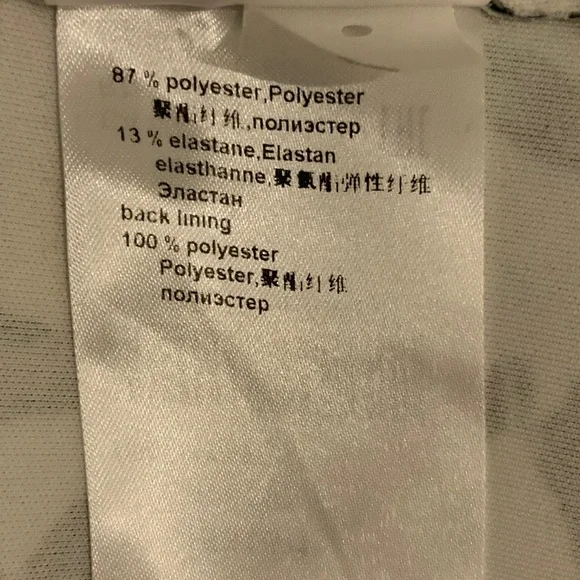 87 % polyester,Polyester
聚酯纤维,полиэстер
13 % elastane,Elastan
elasthanne,聚氨酯弹性纤维
Эластан
back lining
100 % polyester
Polyester,聚酯纤维
полиэстер